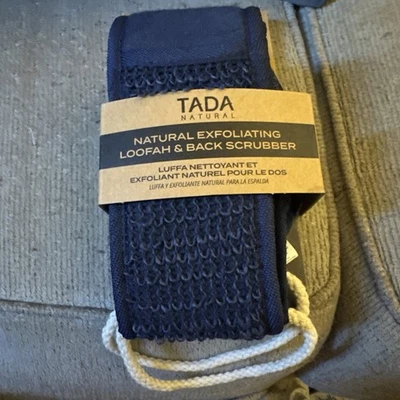 TADA
NATURAL
NATURAL EXFOLIATING
LOOFAH & BACK SCRUBBER
LUFFA NETTOYANT ET
EXFOLIANT NATUREL POUR LE DOS
LUFFA Y EXFOLIANTE NATURAL PARA LA ESPALDA